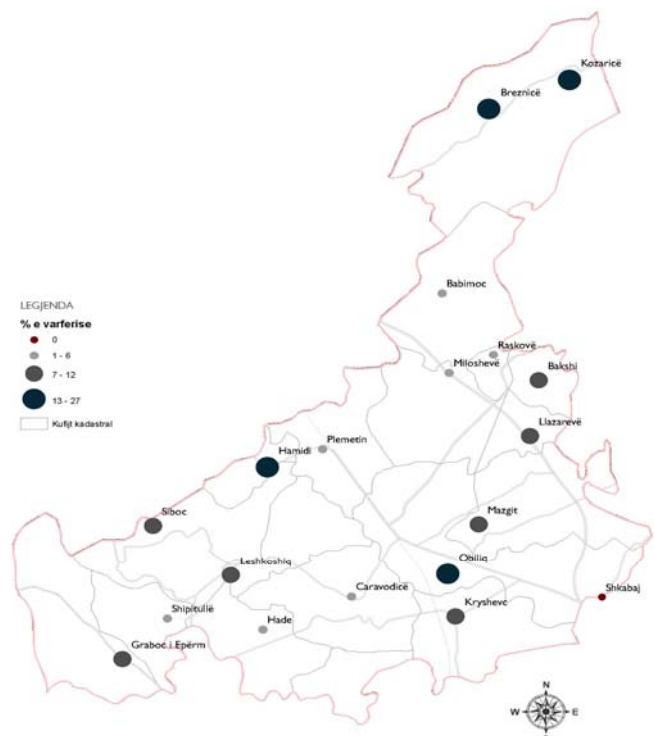 Kozaricë
Breznicë
Babimoc
LEGJENDA
% e varferise
0
1 - 6
7 - 12
13 - 27
Kufijt kadastral
Raskovë
Miloshevë
Bakshi
Llazarevë
Plemetin
Hamidi
Siboc
Mazgit
Leshkoshiq
Obiliq
Caravodicë
Shkabaj
Shipitullë
Hade
Kryshevc
Graboc i Epërm
N
W
E
S